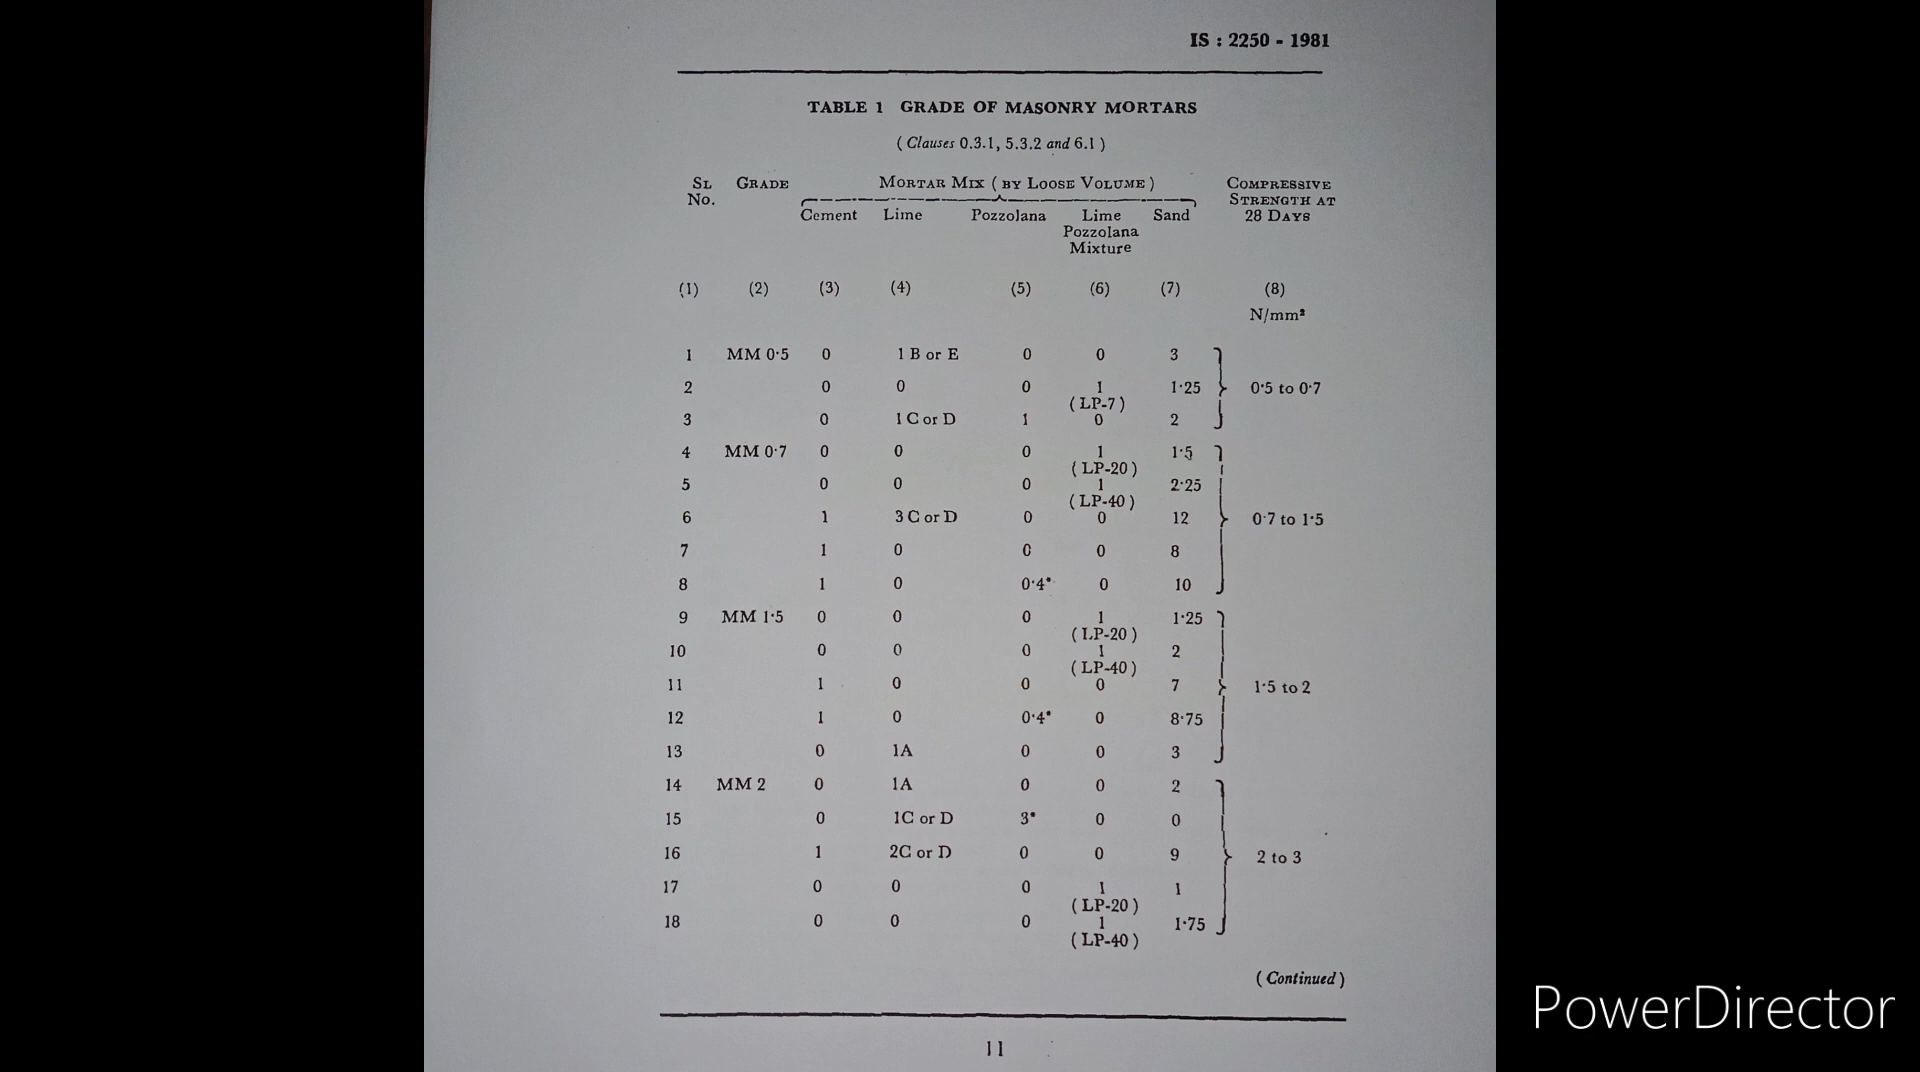 IS : 2250 - 1981
TABLE 1 GRADE OF MASONRY MORTARS
( Clauses 0.3.1, 5.3.2 and 6.1 )
SL No. GRADE MORTAR MIX ( BY LOOSE VOLUME ) COMPRESSIVE STRENGTH AT 28 DAYS
Cement Lime Pozzolana Lime Pozzolana Mixture Sand
(1) (2) (3) (4) (5) (6) (7) (8)
N/mm²
1 MM 0·5 0 1 B or E 0 0 3
2 0 0 0 1 1·25 0·5 to 0·7
( LP-7 )
3 0 1 C or D 1 0 2
4 MM 0·7 0 0 0 1 1·5
( LP-20 )
5 0 0 0 1 2·25
( LP-40 )
6 1 3 C or D 0 0 12 0·7 to 1·5
7 1 0 0 0 8
8 1 0 0·4* 0 10
9 MM 1·5 0 0 0 1 1·25
( LP-20 )
10 0 0 0 1 2
( LP-40 )
11 1 0 0 0 7 1·5 to 2
12 1 0 0·4* 0 8·75
13 0 1A 0 0 3
14 MM 2 0 1A 0 0 2
15 0 1C or D 3* 0 0
16 1 2C or D 0 0 9 2 to 3
17 0 0 0 1 1
( LP-20 )
18 0 0 0 1 1·75
( LP-40 )
( Continued )
11
PowerDirector